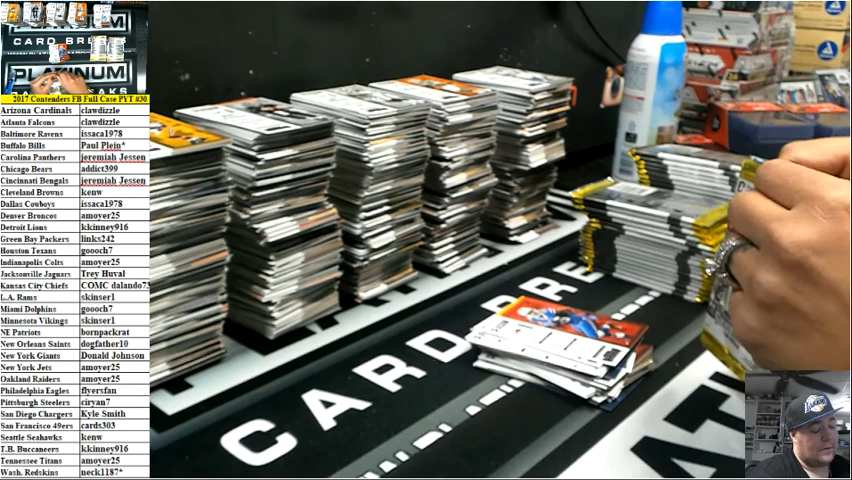 CARD BRE
PLATINUM
AKS
2017 Contenders FB Full Case PYT #30
Arizona Cardinals clawdizzle
Atlanta Falcons clawdizzle
Baltimore Ravens issaca1978
Buffalo Bills Paul Plein*
Carolina Panthers jeremiah Jessen
Chicago Bears addict399
Cincinnati Bengals jeremiah Jessen
Cleveland Browns kenw
Dallas Cowboys issaca1978
Denver Broncos amoyer25
Detroit Lions kkinney916
Green Bay Packers links242
Houston Texans goooch7
Indianapolis Colts amoyer25
Jacksonville Jaguars Trey Huval
Kansas City Chiefs COMC dalando73
L.A. Rams skinser1
Miami Dolphins goooch7
Minnesota Vikings skinser1
NE Patriots bornpackrat
New Orleans Saints dogfather10
New York Giants Donald Johnson
New York Jets amoyer25
Oakland Raiders amoyer25
Philadelphia Eagles flyersfan
Pittsburgh Steelers ciryan7
San Diego Chargers Kyle Smith
San Francisco 49ers cards303
Seattle Seahawks kenw
T.B. Buccaneers kkinney916
Tennessee Titans amoyer25
Wash. Redskins neck1187*
CARD BRE